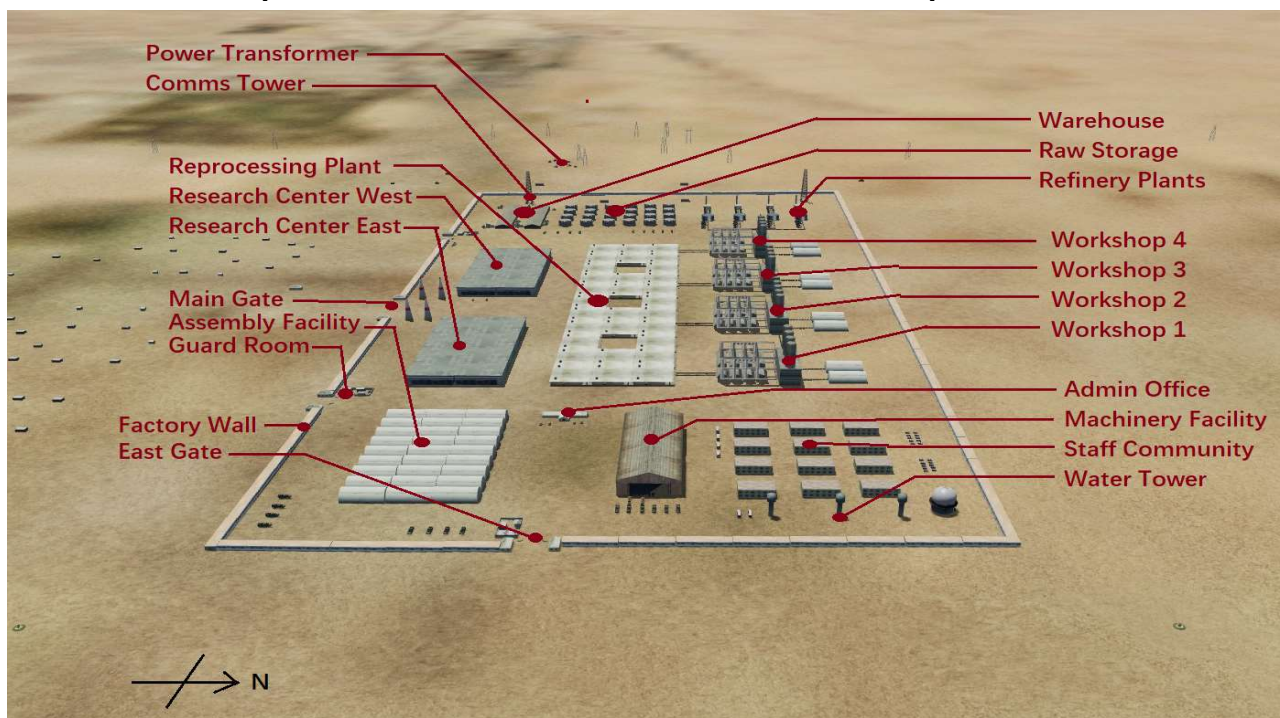 Power Transformer
Comms Tower
Reprocessing Plant
Research Center West
Research Center East
Main Gate
Assembly Facility
Guard Room
Factory Wall
East Gate
Warehouse
Raw Storage
Refinery Plants
Workshop 4
Workshop 3
Workshop 2
Workshop 1
Admin Office
Machinery Facility
Staff Community
Water Tower
N